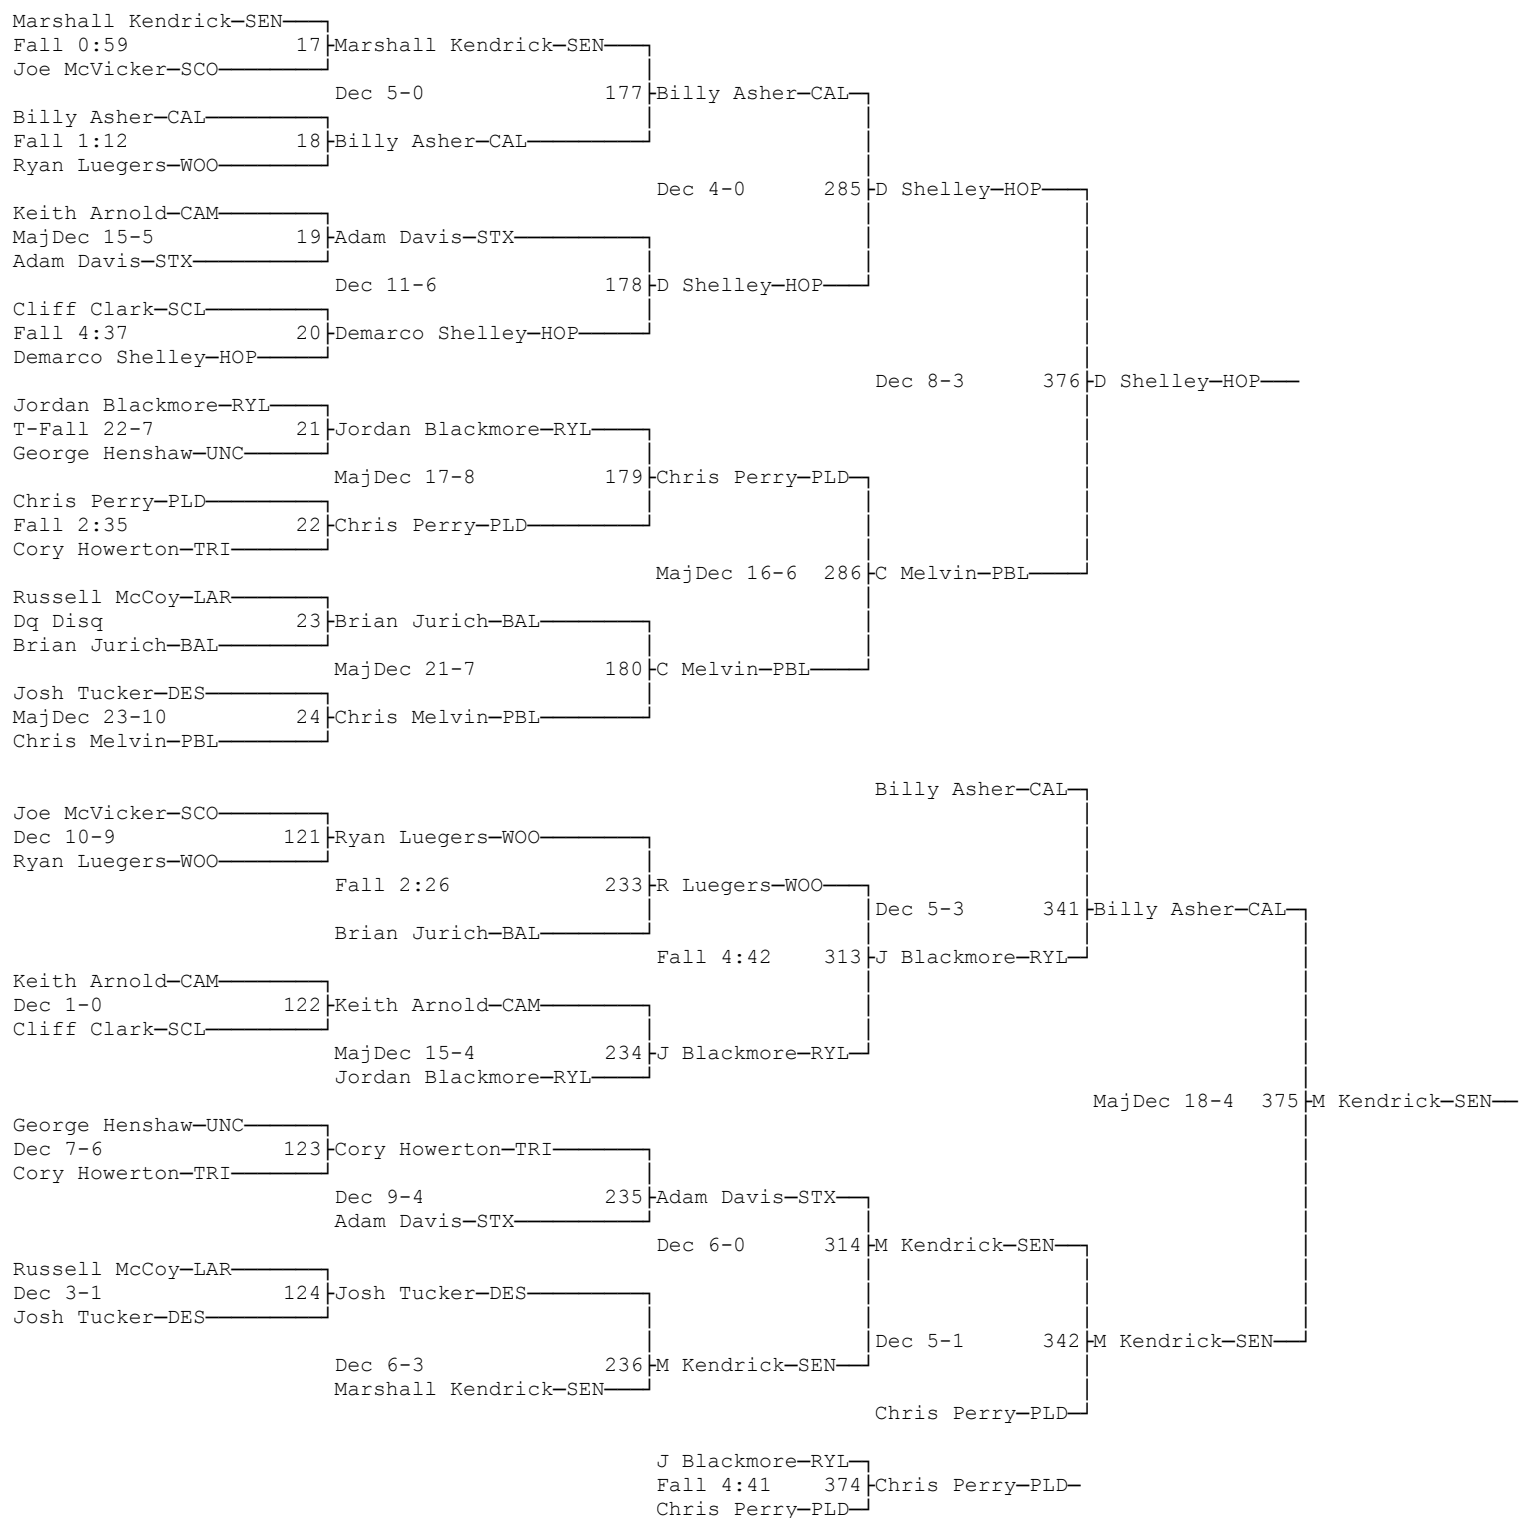 Marshall Kendrick-SEN
Fall 0:59 17 Marshall Kendrick-SEN
Joe McVicker-SCO
Dec 5-0 177 Billy Asher-CAL
Billy Asher-CAL
Fall 1:12 18 Billy Asher-CAL
Ryan Luegers-WOO
Dec 4-0 285 D Shelley-HOP
Keith Arnold-CAM
MajDec 15-5 19 Adam Davis-STX
Adam Davis-STX
Dec 11-6 178 D Shelley-HOP
Cliff Clark-SCL
Fall 4:37 20 Demarco Shelley-HOP
Demarco Shelley-HOP
Dec 8-3 376 D Shelley-HOP
Jordan Blackmore-RYL
T-Fall 22-7 21 Jordan Blackmore-RYL
George Henshaw-UNC
MajDec 17-8 179 Chris Perry-PLD
Chris Perry-PLD
Fall 2:35 22 Chris Perry-PLD
Cory Howerton-TRI
MajDec 16-6 286 C Melvin-PBL
Russell McCoy-LAR
Dq Disq 23 Brian Jurich-BAL
Brian Jurich-BAL
MajDec 21-7 180 C Melvin-PBL
Josh Tucker-DES
MajDec 23-10 24 Chris Melvin-PBL
Chris Melvin-PBL
Billy Asher-CAL
Joe McVicker-SCO
Dec 10-9 121 Ryan Luegers-WOO
Ryan Luegers-WOO
Fall 2:26 233 R Luegers-WOO
Dec 5-3 341 Billy Asher-CAL
Brian Jurich-BAL
Fall 4:42 313 J Blackmore-RYL
Keith Arnold-CAM
Dec 1-0 122 Keith Arnold-CAM
Cliff Clark-SCL
MajDec 15-4 234 J Blackmore-RYL
Jordan Blackmore-RYL
MajDec 18-4 375 M Kendrick-SEN
George Henshaw-UNC
Dec 7-6 123 Cory Howerton-TRI
Cory Howerton-TRI
Dec 9-4 235 Adam Davis-STX
Adam Davis-STX
Dec 6-0 314 M Kendrick-SEN
Russell McCoy-LAR
Dec 3-1 124 Josh Tucker-DES
Josh Tucker-DES
Dec 5-1 342 M Kendrick-SEN
Dec 6-3 236 M Kendrick-SEN
Marshall Kendrick-SEN
Chris Perry-PLD
J Blackmore-RYL
Fall 4:41 374 Chris Perry-PLD
Chris Perry-PLD